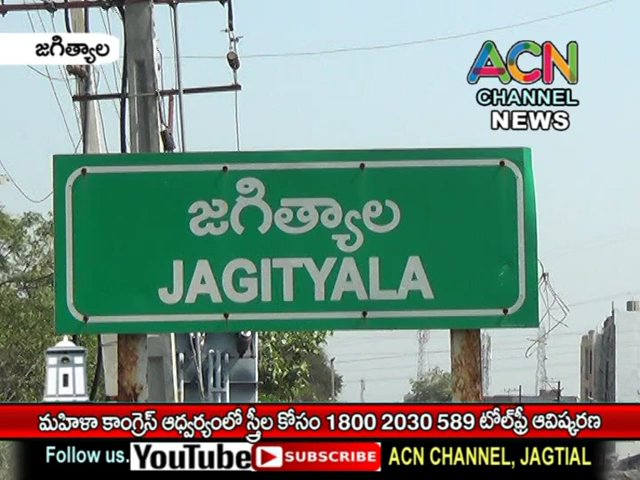 జగిత్యాల
ACN
CHANNEL
NEWS
జగిత్యాల
JAGITYALA
మహిళా కాంగ్రెస్ ఆధ్వర్యంలో స్త్రీల కోసం 1800 2030 589 టోల్‌ఫ్రీ ఆవిష్కరణ
Follow us. YouTube SUBSCRIBE ACN CHANNEL, JAGTIAL